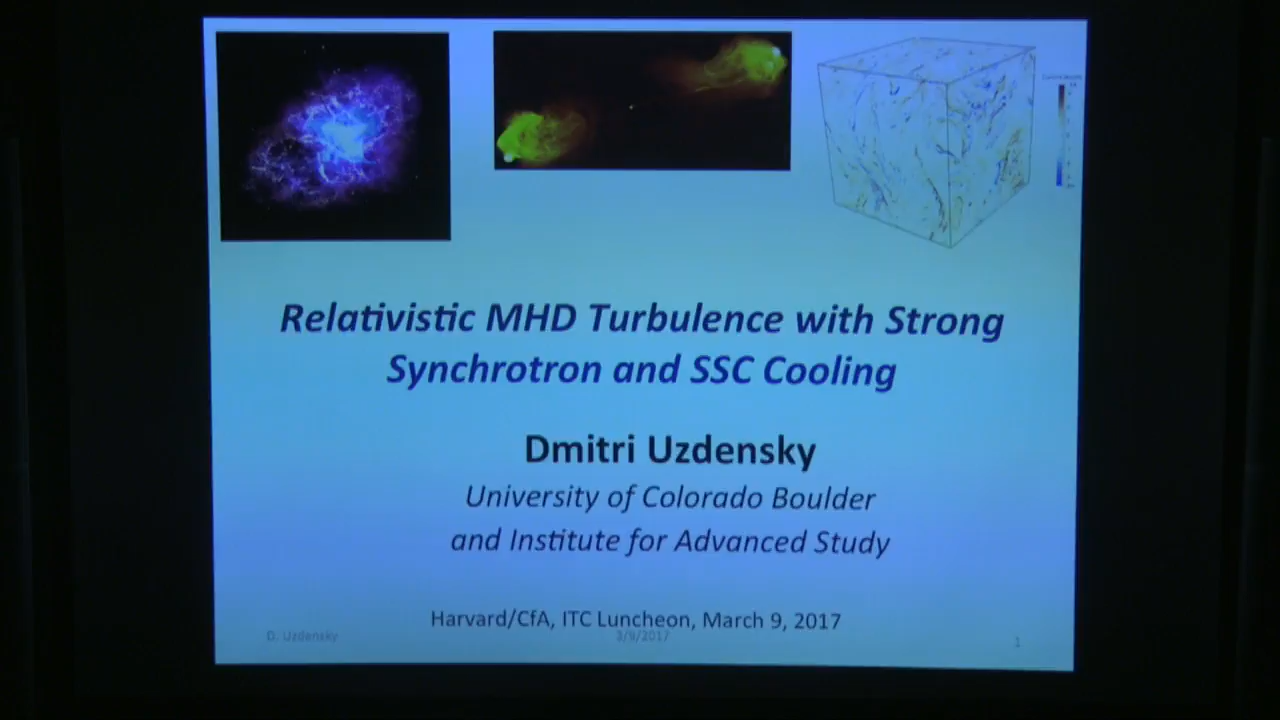 Relativistic MHD Turbulence with Strong
Synchrotron and SSC Cooling
Dmitri Uzdensky
University of Colorado Boulder
and Institute for Advanced Study
Harvard/CfA, ITC Luncheon, March 9, 2017
D. Uzdensky
3/9/2017
1